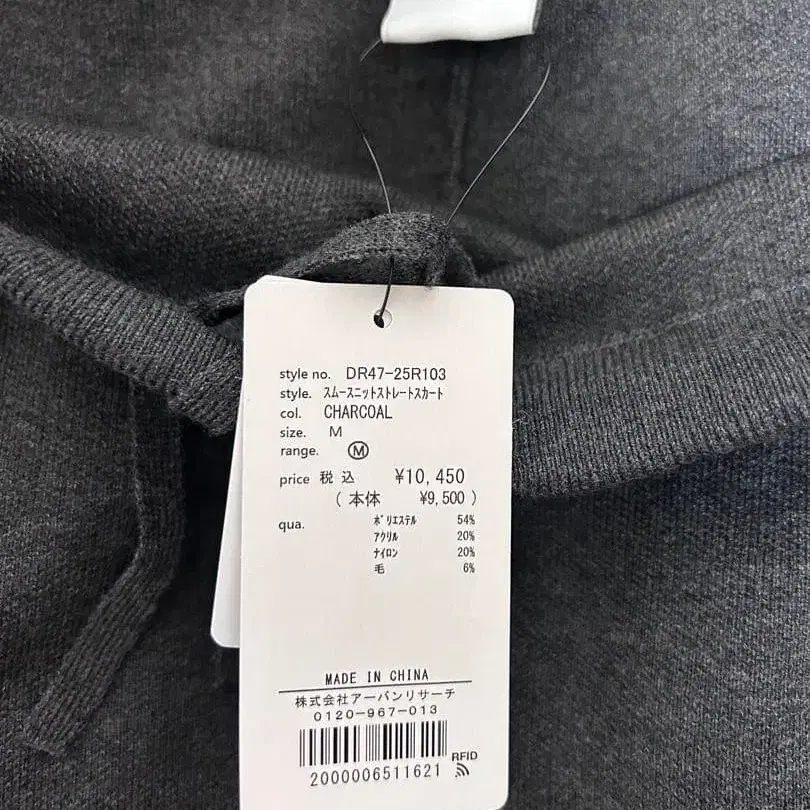 style no. DR47-25R103
style. ｽﾑｰｽﾆｯﾄｽﾄﾚｰﾄｽｶｰﾄ
col. CHARCOAL
size. M
range. Ⓜ
price 税込 ¥10,450
(本体 ¥9,500)
qua. ﾎﾟﾘｴｽﾃﾙ 54%
ｱｸﾘﾙ 20%
ﾅｲﾛﾝ 20%
毛 6%
MADE IN CHINA
株式会社アーバンリサーチ
0120-967-013
RFID
2000006511621